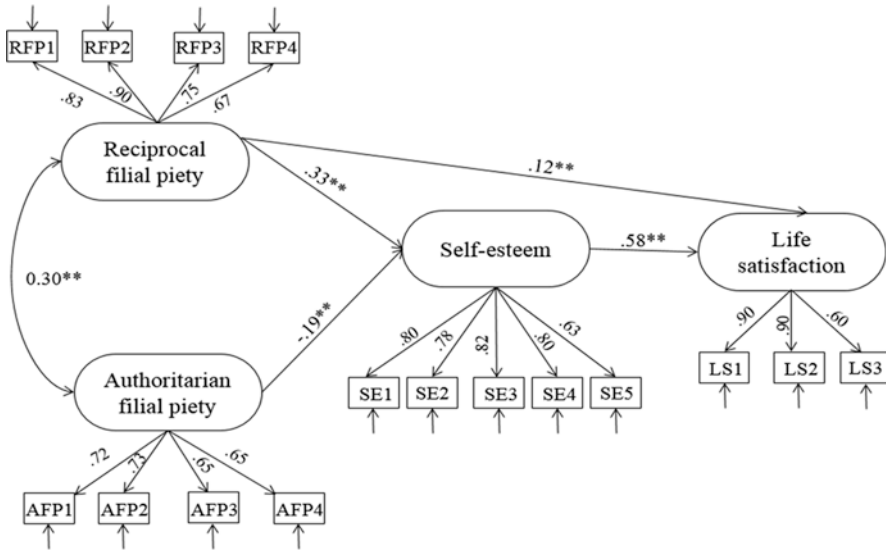 RFP1 RFP2 RFP3 RFP4
.83 .90 .75 .67
Reciprocal
filial piety
.12**
.33**
Self-esteem
.58**
Life
satisfaction
0.30**
-.19**
.80 .78 .82 .80 .63
.90 .90 .60
SE1 SE2 SE3 SE4 SE5
LS1 LS2 LS3
Authoritarian
filial piety
.72 .73 .65 .65
AFP1 AFP2 AFP3 AFP4